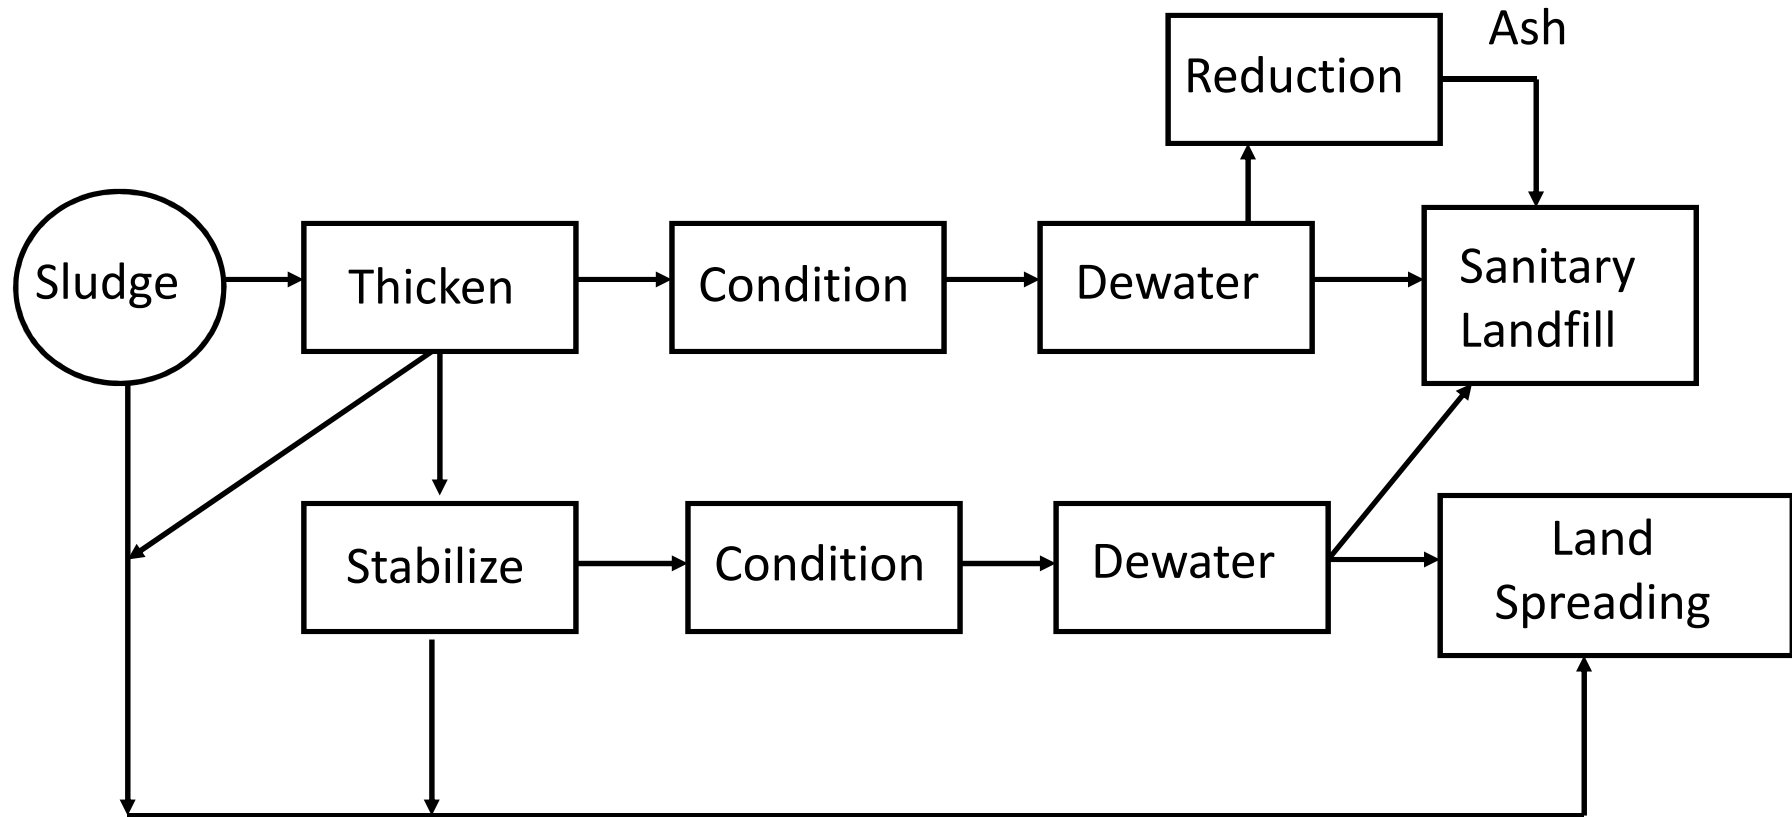 Ash
Reduction
Sludge
Thicken
Condition
Dewater
Sanitary
Landfill
Stabilize
Condition
Dewater
Land
Spreading